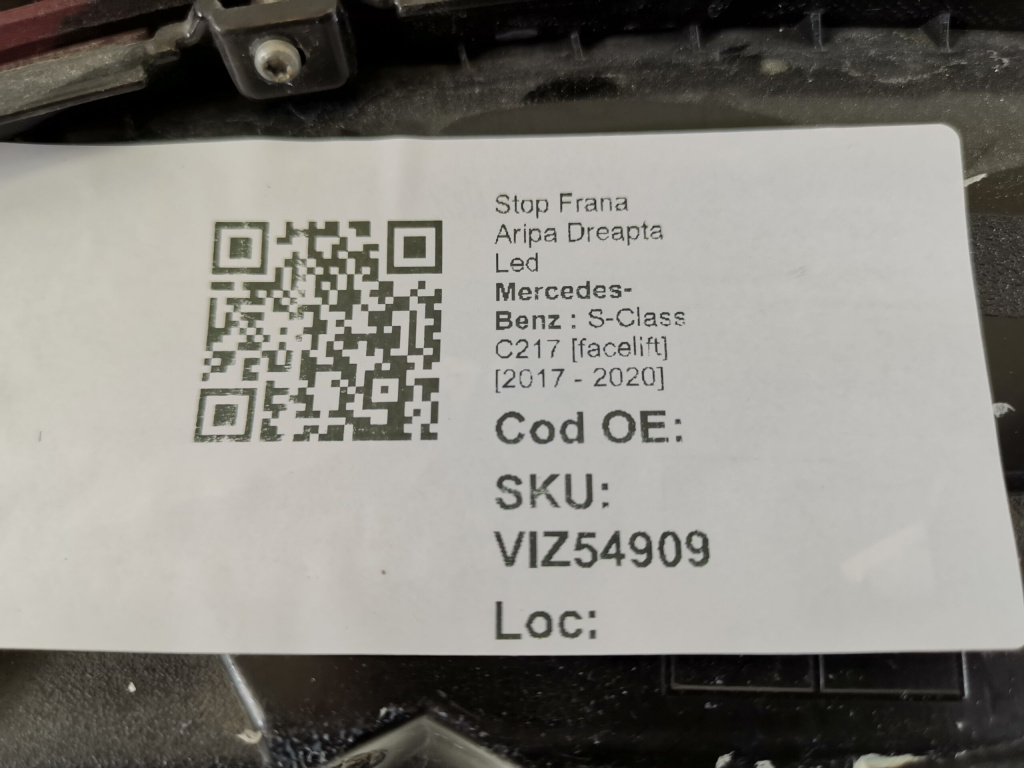 Stop Frana
Aripa Dreapta
Led
Mercedes-
Benz : S-Class
C217 [facelift]
[2017 - 2020]
Cod OE:
SKU:
VIZ54909
Loc: